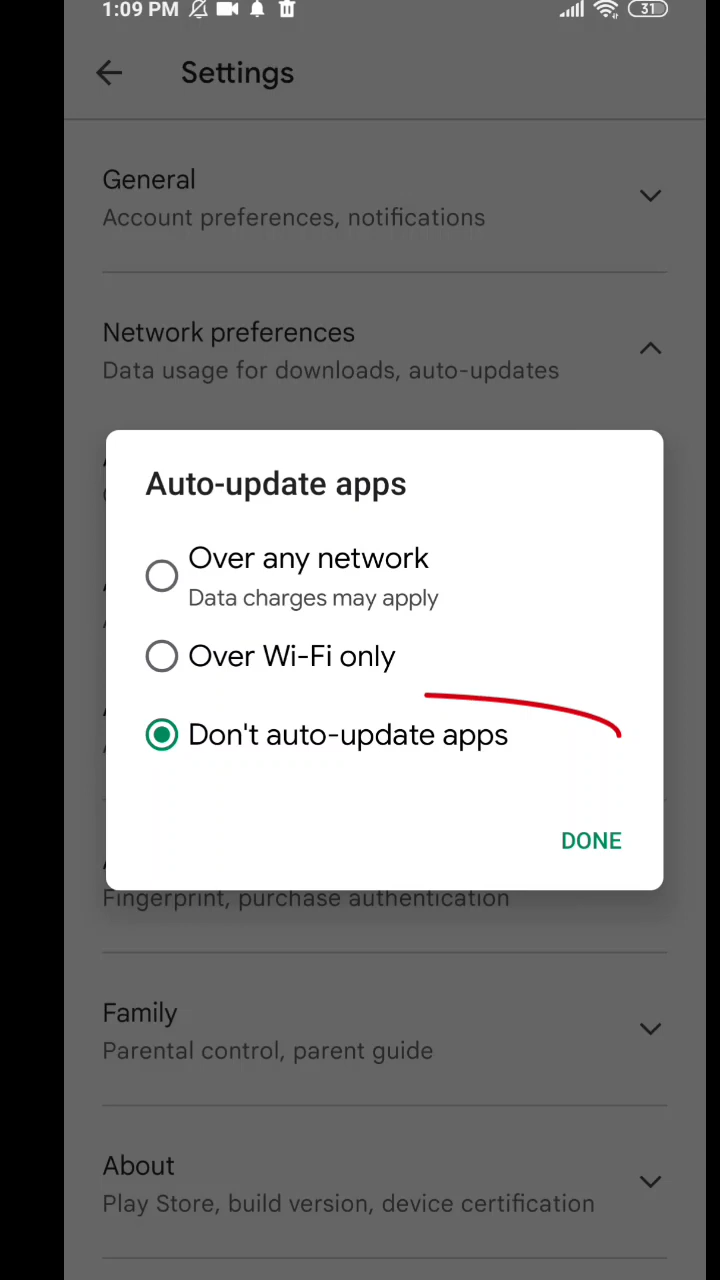 1:09 PM 31
Settings
General
Account preferences, notifications
Network preferences
Data usage for downloads, auto-updates
Auto-update apps
Over any network
Data charges may apply
Over Wi-Fi only
Don't auto-update apps
DONE
Fingerprint, purchase authentication
Family
Parental control, parent guide
About
Play Store, build version, device certification